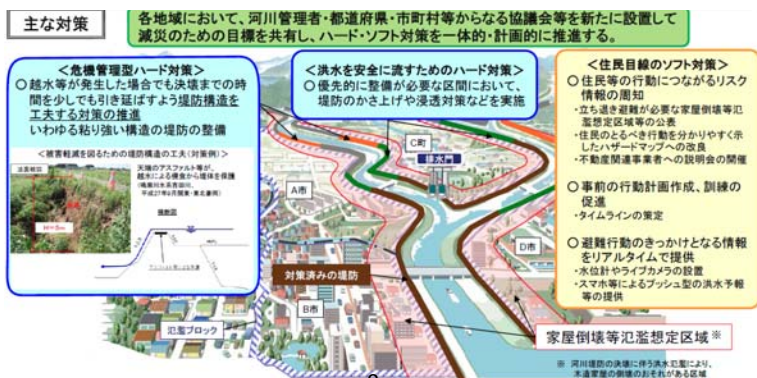 主な対策
各地域において、河川管理者・都道府県・市町村等からなる協議会等を新たに設置して
減災のための目標を共有し、ハード・ソフト対策を一体的・計画的に推進する。
＜危機管理型ハード対策＞
○越水等が発生した場合でも決壊までの時
間を少しでも引き延ばすよう堤防構造を
工夫する対策の推進
いわゆる粘り強い構造の堤防の整備
＜被害軽減を図るための堤防構造の工夫（対策例）＞
天端のアスファルト等が、
越水による侵食から堤体を保護
（鳴瀬川水系吉田川、
平成27年9月関東・東北豪雨）
横断図
＜洪水を安全に流すためのハード対策＞
○優先的に整備が必要な区間において、
堤防のかさ上げや浸透対策などを実施
C町
排水門
A市
D市
対策済みの堤防
B市
氾濫ブロック
家屋倒壊等氾濫想定区域※
※ 河川堤防の決壊に伴う洪水氾濫により、
木造家屋の倒壊のおそれがある区域
＜住民目線のソフト対策＞
○住民等の行動につながるリスク
情報の周知
・立ち退き避難が必要な家屋倒壊等氾
濫想定区域等の公表
・住民のとるべき行動を分かりやすく示
したハザードマップへの改良
・不動産関連事業者への説明会の開催
○事前の行動計画作成、訓練の
促進
・タイムラインの策定
○避難行動のきっかけとなる情報
をリアルタイムで提供
・水位計やライブカメラの設置
・スマホ等によるプッシュ型の洪水予報
等の提供